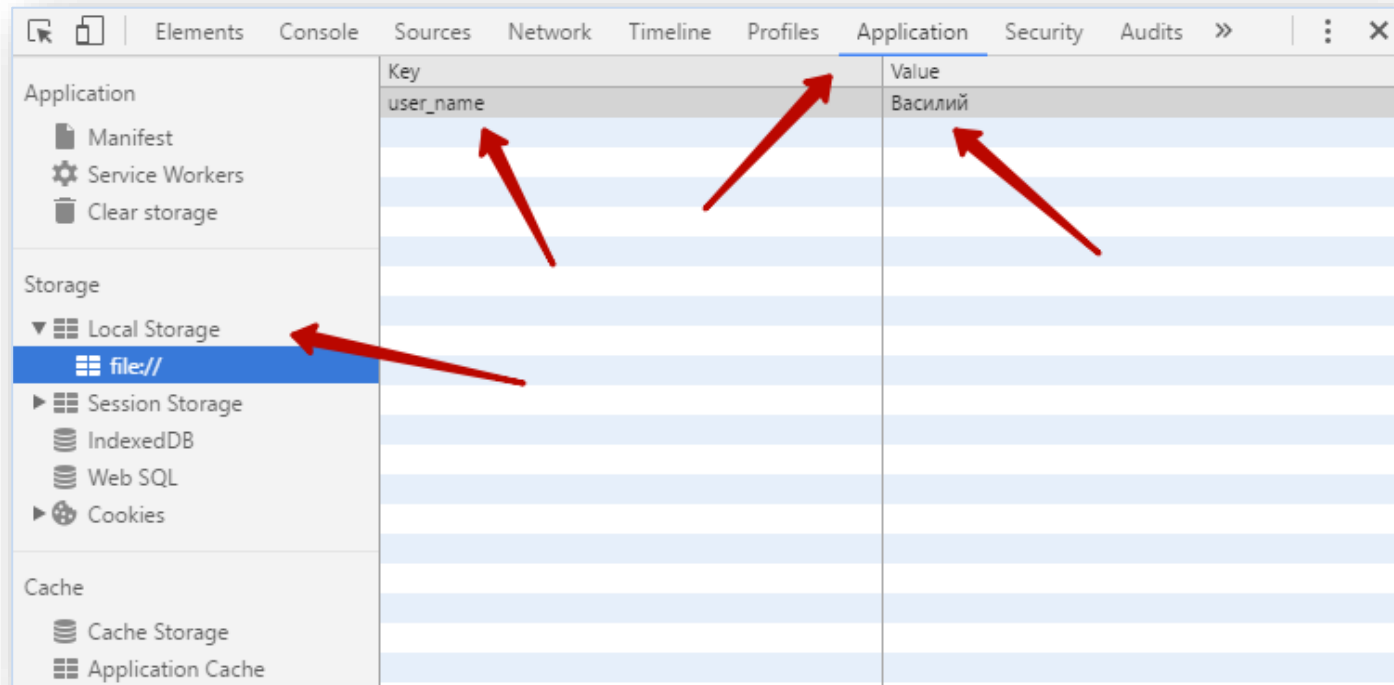 Elements Console Sources Network Timeline Profiles Application Security Audits »
Application
Manifest
Service Workers
Clear storage
Storage
Local Storage
file://
Session Storage
IndexedDB
Web SQL
Cookies
Cache
Cache Storage
Application Cache
Key Value
user_name Василий